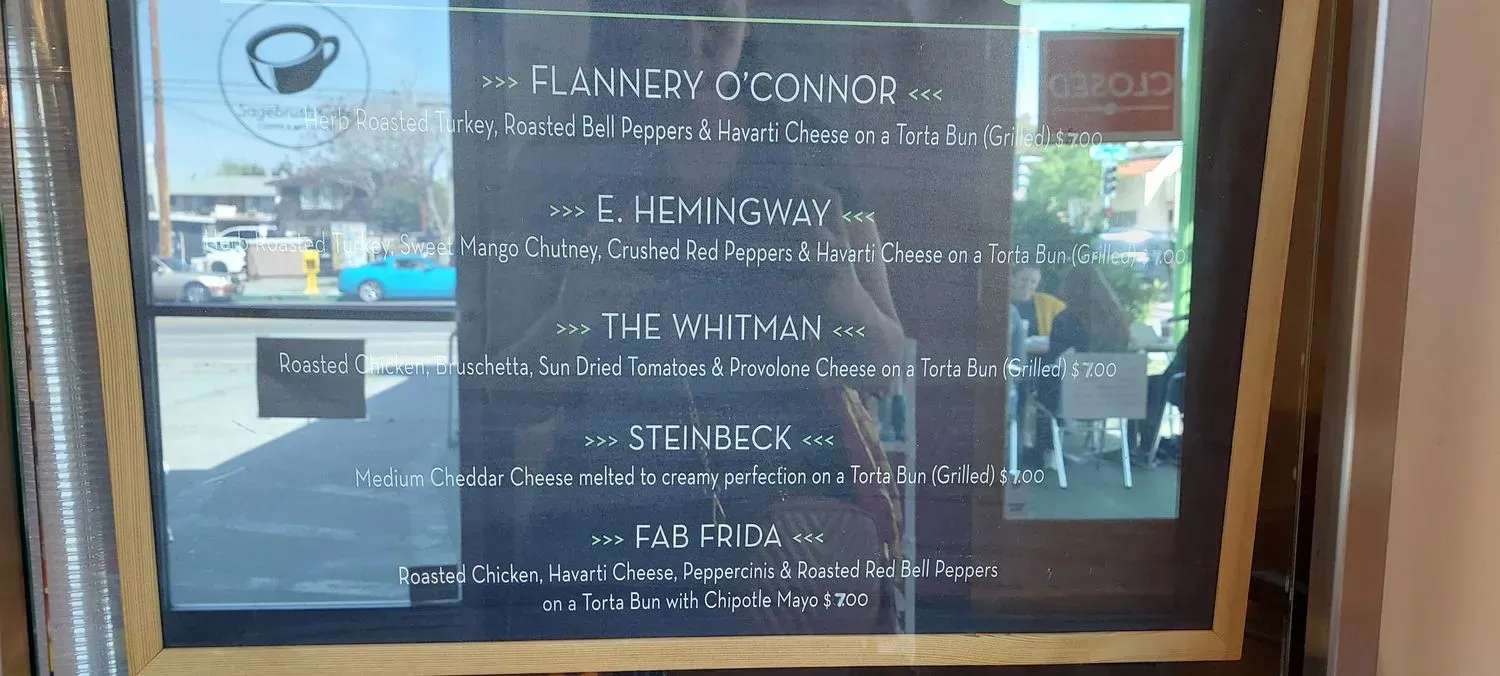 Sagebrush
>>> FLANNERY O'CONNOR <<<
Herb Roasted Turkey, Roasted Bell Peppers & Havarti Cheese on a Torta Bun (Grilled) $7.00
CLOSED
>>> E. HEMINGWAY <<<
Herb Roasted Turkey, Sweet Mango Chutney, Crushed Red Peppers & Havarti Cheese on a Torta Bun (Grilled) $7.00
>>> THE WHITMAN <<<
Roasted Chicken, Bruschetta, Sun Dried Tomatoes & Provolone Cheese on a Torta Bun (Grilled) $7.00
>>> STEINBECK <<<
Medium Cheddar Cheese melted to creamy perfection on a Torta Bun (Grilled) $7.00
>>> FAB FRIDA <<<
Roasted Chicken, Havarti Cheese, Peppercinis & Roasted Red Bell Peppers
on a Torta Bun with Chipotle Mayo $7.00